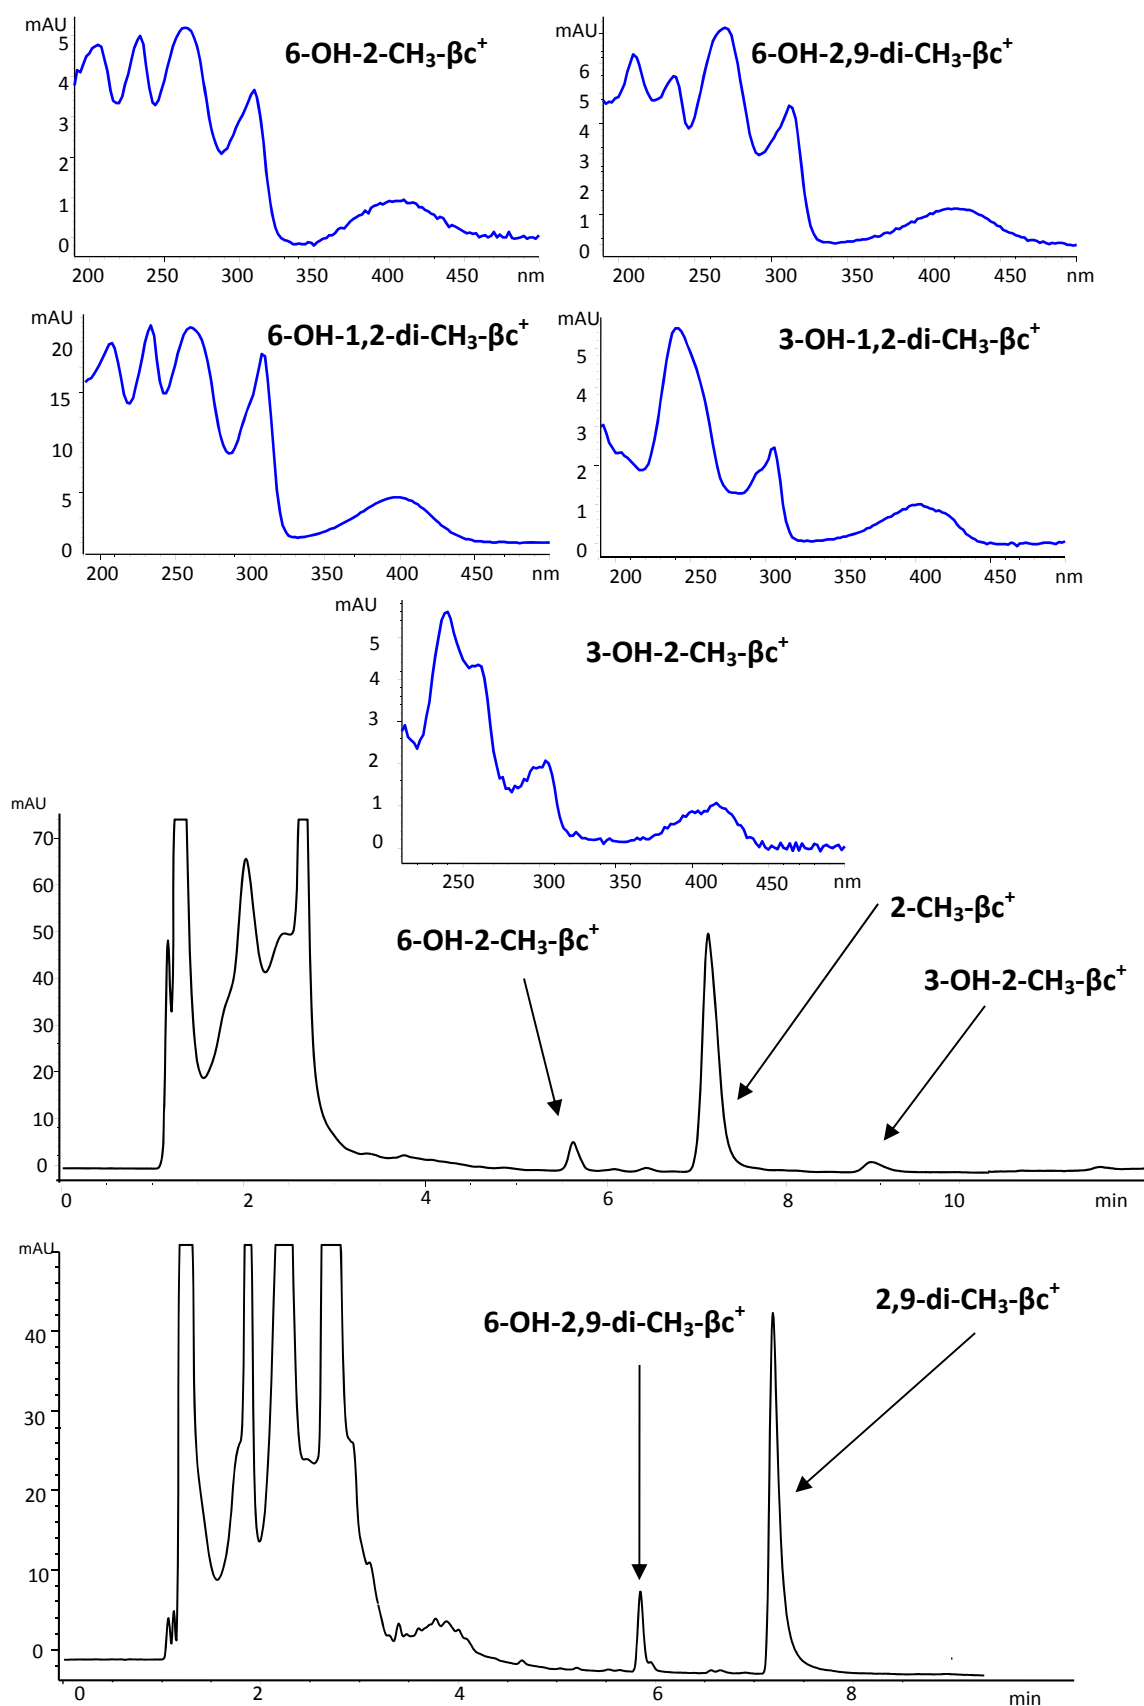 mAU
6-OH-2-CH₃-βc⁺
5
4
3
2
1
0
200 250 300 350 400 450 nm
mAU
6-OH-2,9-di-CH₃-βc⁺
6
5
4
3
2
1
0
200 250 300 350 400 450 nm
mAU
6-OH-1,2-di-CH₃-βc⁺
20
15
10
5
0
200 250 300 350 400 450 nm
mAU
3-OH-1,2-di-CH₃-βc⁺
5
4
3
2
1
0
200 250 300 350 400 450 nm
mAU
3-OH-2-CH₃-βc⁺
5
4
3
2
1
0
250 300 350 400 450 nm
mAU
70
60
50
40
30
20
10
0
6-OH-2-CH₃-βc⁺
2-CH₃-βc⁺
3-OH-2-CH₃-βc⁺
0 2 4 6 8 10 min
mAU
40
30
20
10
0
6-OH-2,9-di-CH₃-βc⁺
2,9-di-CH₃-βc⁺
0 2 4 6 8 min